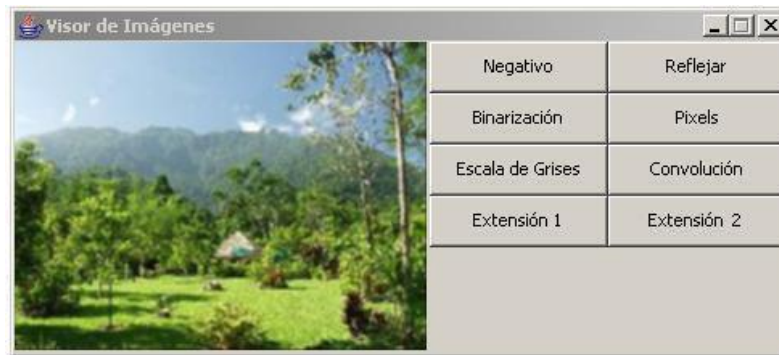 Visor de Imágenes
Negativo Reflejar
Binarización Pixels
Escala de Grises Convolución
Extensión 1 Extensión 2